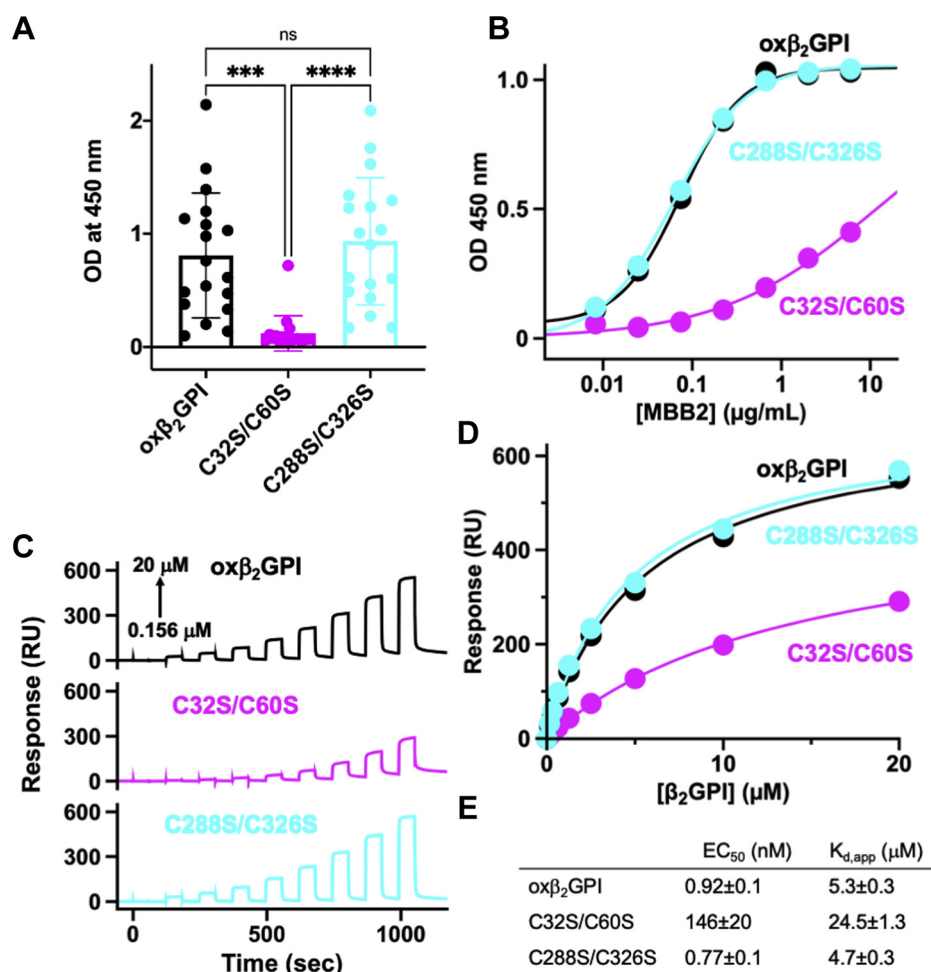 A
ns
***
****
OD at 450 nm
2
1
0
oxβ₂GPI
C32S/C60S
C288S/C326S
B
oxβ₂GPI
C288S/C326S
C32S/C60S
OD 450 nm
1.0
0.5
0.0
0.01
0.1
1
10
[MBB2] (µg/mL)
C
20 µM
0.156 µM
oxβ₂GPI
600
300
0
C32S/C60S
300
0
C288S/C326S
600
300
0
Response (RU)
0
500
1000
Time (sec)
D
oxβ₂GPI
C288S/C326S
C32S/C60S
Response (RU)
600
400
200
0
0
10
20
[β₂GPI] (µM)
E
EC₅₀ (nM) K_d,app (µM)
oxβ₂GPI 0.92±0.1 5.3±0.3
C32S/C60S 146±20 24.5±1.3
C288S/C326S 0.77±0.1 4.7±0.3